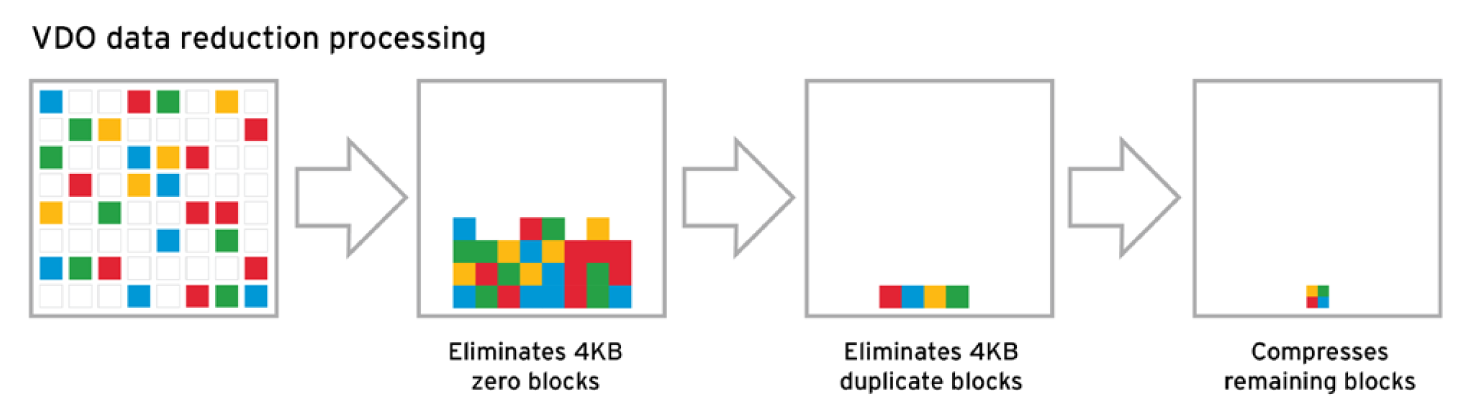 VDO data reduction processing
Eliminates 4KB
zero blocks
Eliminates 4KB
duplicate blocks
Compresses
remaining blocks